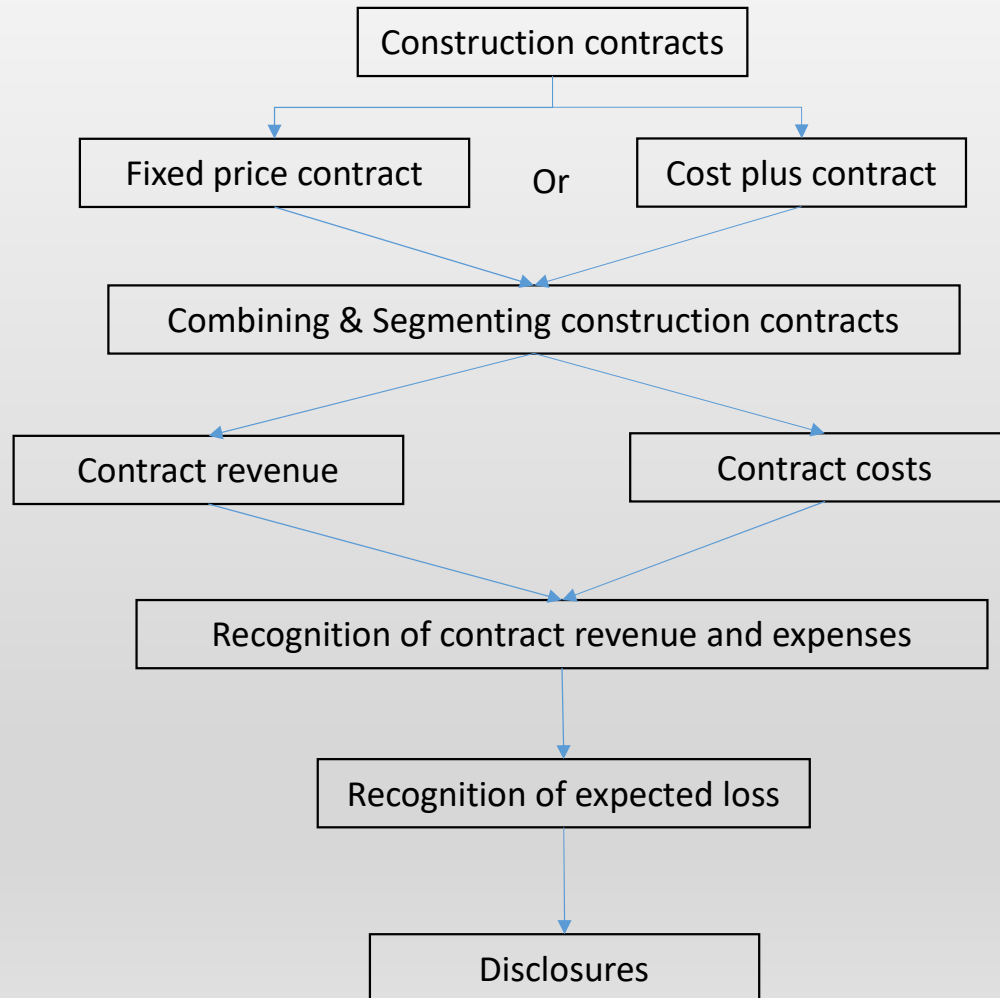 Construction contracts
Fixed price contract
Or
Cost plus contract
Combining & Segmenting construction contracts
Contract revenue
Contract costs
Recognition of contract revenue and expenses
Recognition of expected loss
Disclosures